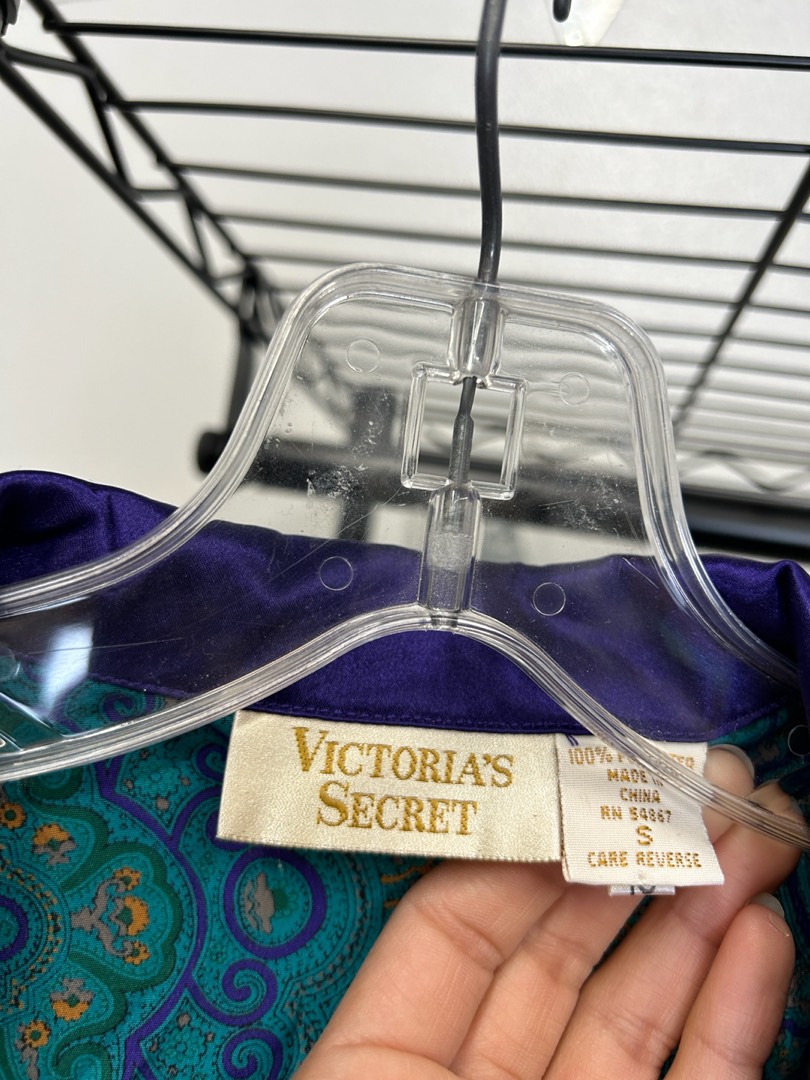 VICTORIA'S
SECRET
100%
MADE
CHINA
RN 54867
S
CARE REVERSE